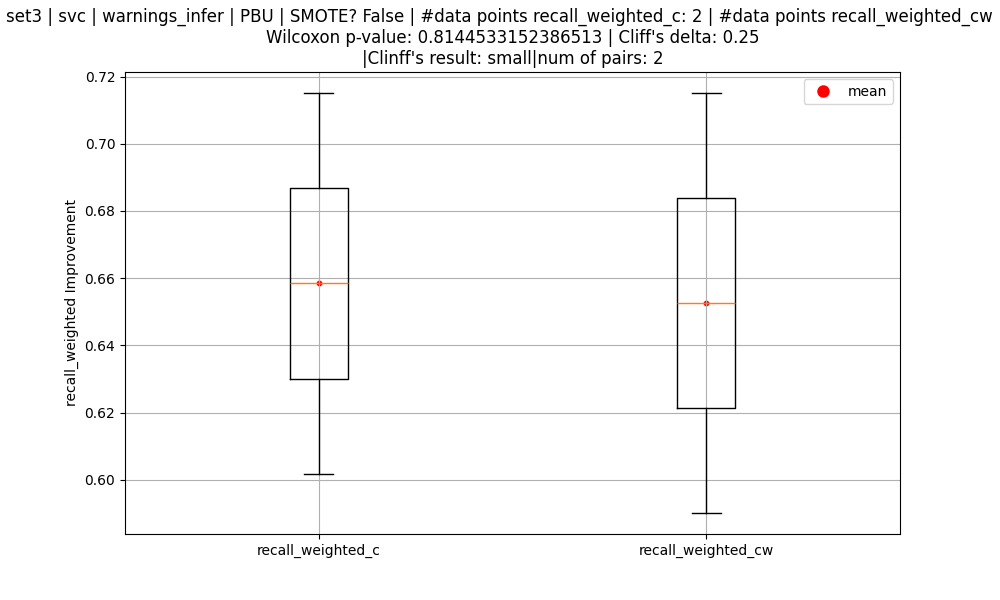 set3 | svc | warnings_infer | PBU | SMOTE? False | #data points recall_weighted_c: 2 | #data points recall_weighted_cw
Wilcoxon p-value: 0.8144533152386513 | Cliff's delta: 0.25
|Clinff's result: small|num of pairs: 2
mean
0.72
0.70
0.68
0.66
0.64
0.62
0.60
recall_weighted Improvement
recall_weighted_c
recall_weighted_cw